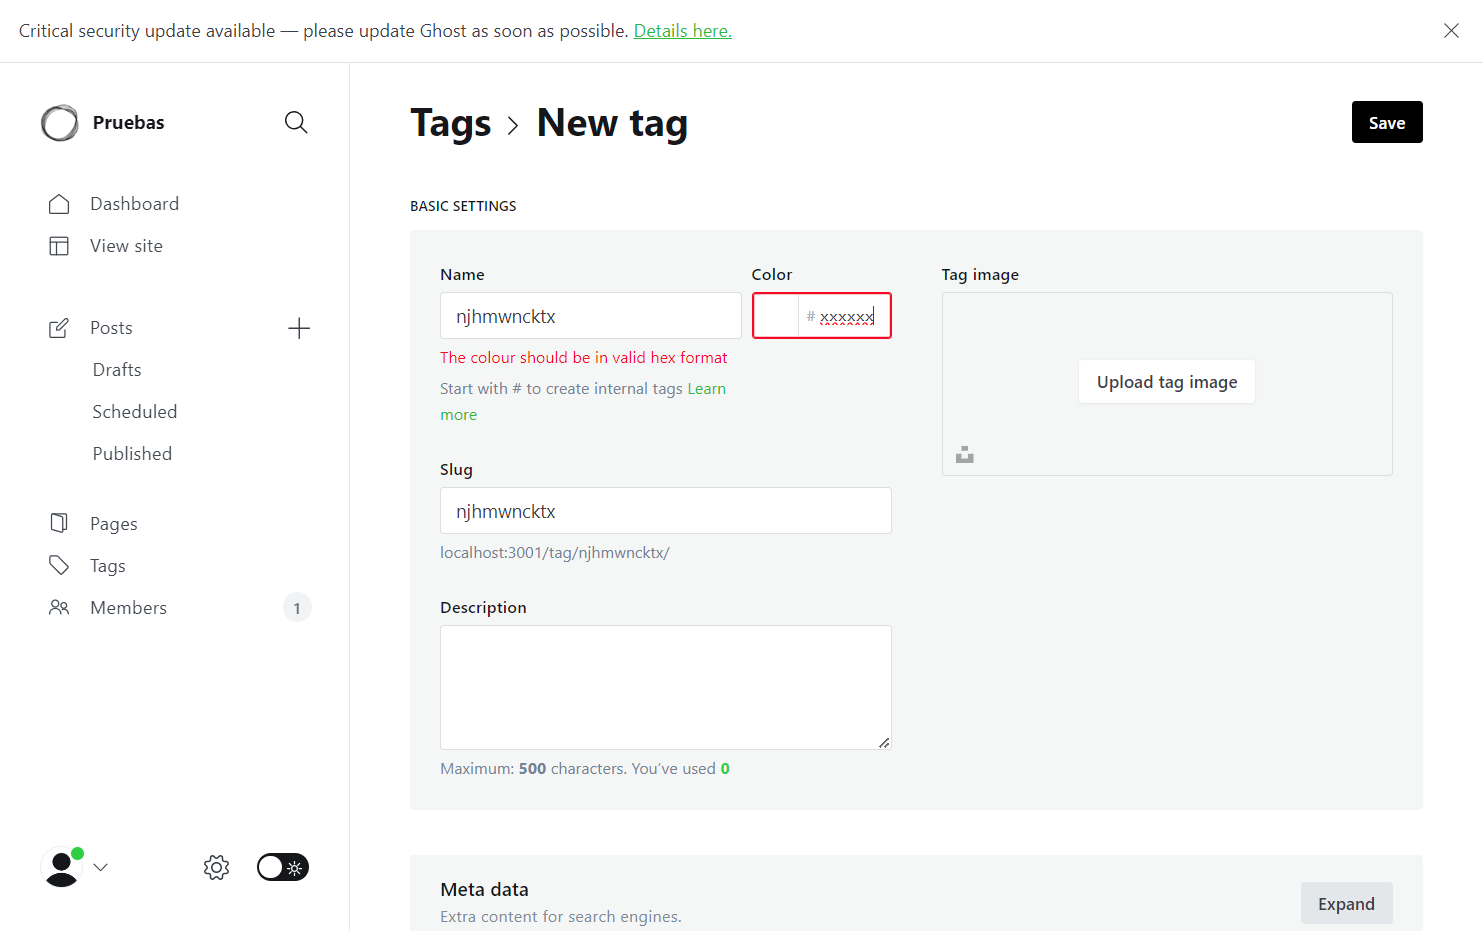 Critical security update available — please update Ghost as soon as possible. Details here.
Pruebas
Dashboard
View site
Posts
Drafts
Scheduled
Published
Pages
Tags
Members
1
Tags > New tag
Save
BASIC SETTINGS
Name
njhmwncktx
Color
# xxxxxx
The colour should be in valid hex format
Start with # to create internal tags Learn
more
Slug
njhmwncktx
localhost:3001/tag/njhmwncktx/
Description
Maximum: 500 characters. You’ve used 0
Tag image
Upload tag image
Meta data
Extra content for search engines.
Expand